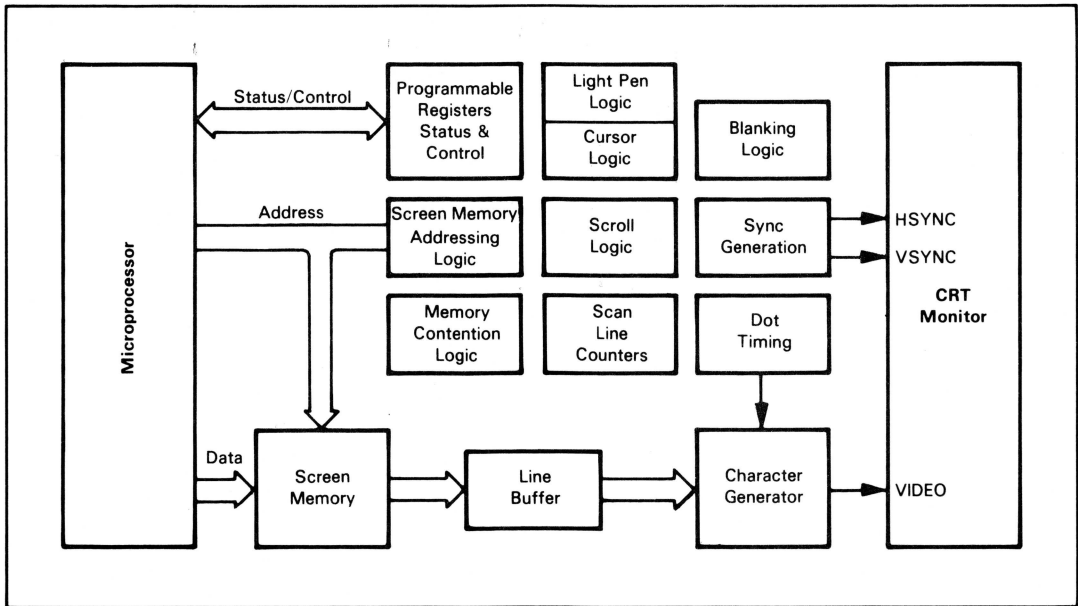 Microprocessor
Status/Control
Programmable
Registers
Status &
Control
Light Pen
Logic
Cursor
Logic
Blanking
Logic
Address
Screen Memory
Addressing
Logic
Scroll
Logic
Sync
Generation
HSYNC
VSYNC
CRT
Monitor
Memory
Contention
Logic
Scan
Line
Counters
Dot
Timing
Data
Screen
Memory
Line
Buffer
Character
Generator
VIDEO